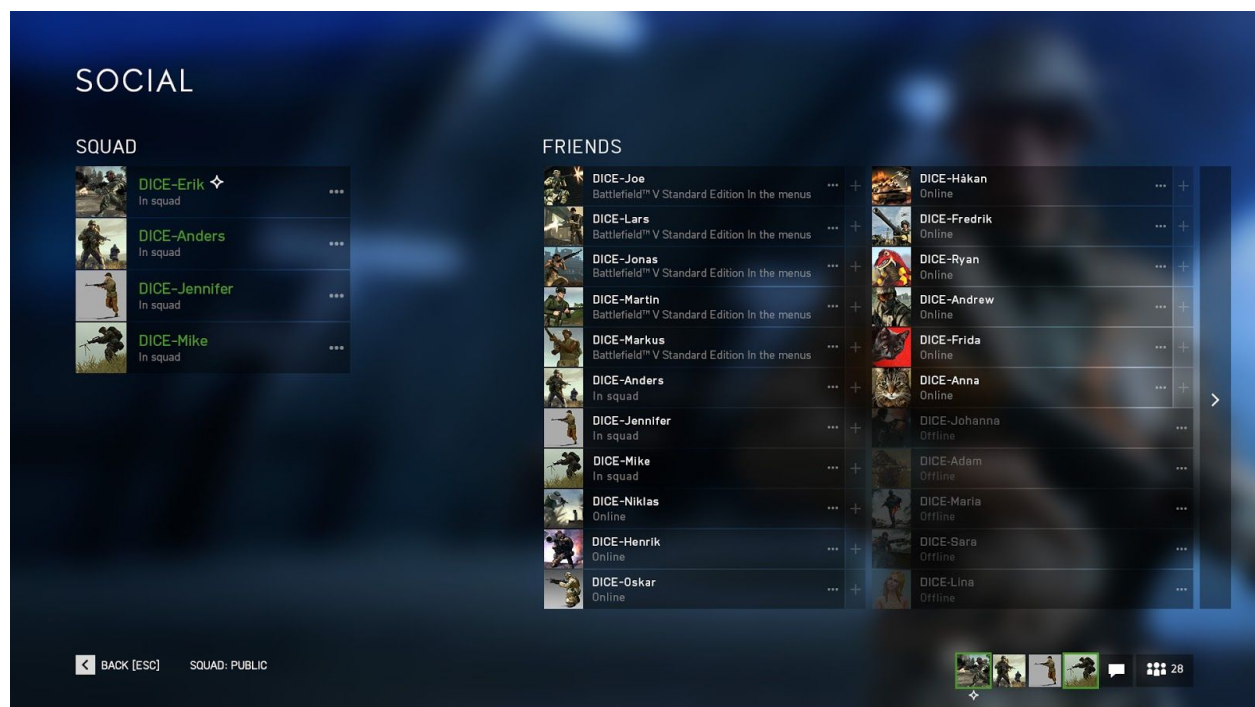 SOCIAL
SQUAD
DICE-Erik
In squad
DICE-Anders
In squad
DICE-Jennifer
In squad
DICE-Mike
In squad
FRIENDS
DICE-Joe
Battlefield™ V Standard Edition In the menus
DICE-Lars
Battlefield™ V Standard Edition In the menus
DICE-Jonas
Battlefield™ V Standard Edition In the menus
DICE-Martin
Battlefield™ V Standard Edition In the menus
DICE-Markus
Battlefield™ V Standard Edition In the menus
DICE-Anders
In squad
DICE-Jennifer
In squad
DICE-Mike
In squad
DICE-Niklas
Online
DICE-Henrik
Online
DICE-Oskar
Online
DICE-Håkan
Online
DICE-Fredrik
Online
DICE-Ryan
Online
DICE-Andrew
Online
DICE-Frida
Online
DICE-Anna
Online
DICE-Johanna
Offline
DICE-Adam
Offline
DICE-Maria
Offline
DICE-Sara
Offline
DICE-Lina
Offline
BACK [ESC]
SQUAD: PUBLIC
28